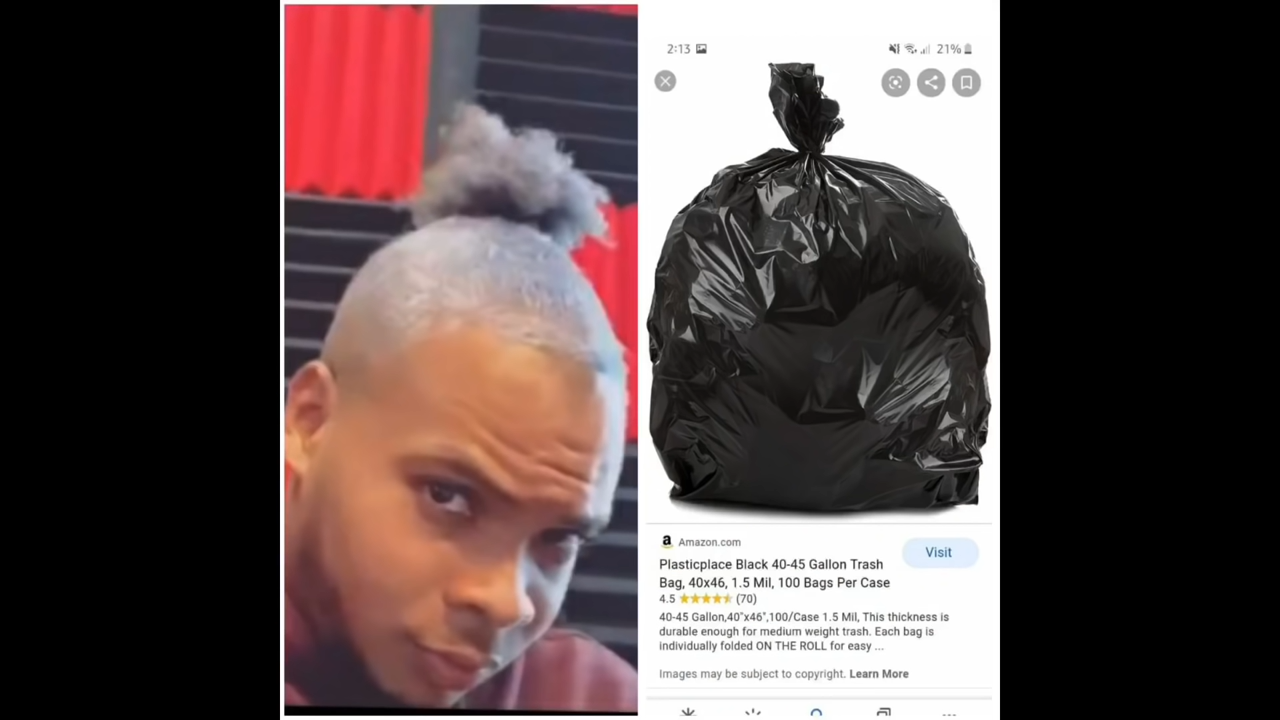 2:13
21%
Amazon.com
Visit
Plasticplace Black 40-45 Gallon Trash
Bag, 40x46, 1.5 Mil, 100 Bags Per Case
4.5 (70)
40-45 Gallon,40"x46",100/Case 1.5 Mil, This thickness is
durable enough for medium weight trash. Each bag is
individually folded ON THE ROLL for easy ...
Images may be subject to copyright. Learn More